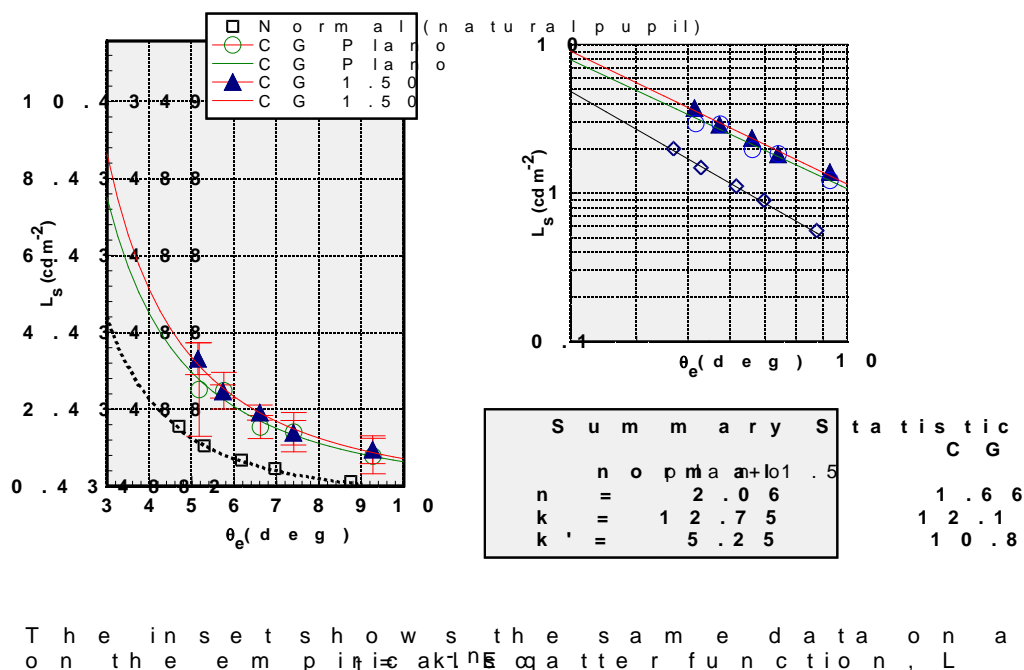 Normal (natural pupil)
CG Plano
CG Plano
CG 1.50
CG 1.50
Ls (cd m-2)
θe (deg)
3 4 5 6 7 8 9 10
10
1
0.1
Ls (cd m-2)
θe (deg)
10
Summary Statistic
CG
normal
n = 2.06 1.66
k = 12.75 12.1
k' = 5.25 10.8
The inset shows the same data on a
on the empirical scatter function, L